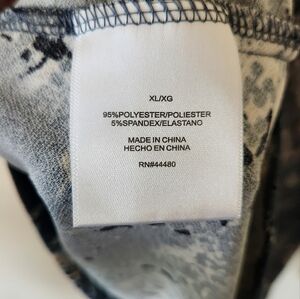 XL/XG
95%POLYESTER/POLIESTER
5%SPANDEX/ELASTANO
MADE IN CHINA
HECHO EN CHINA
RN#44480